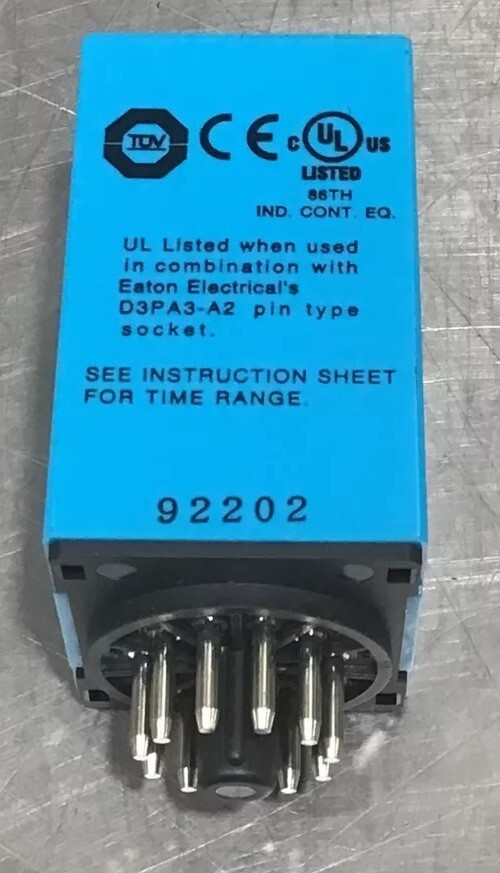 TÜV CE C UL US
LISTED
86TH
IND. CONT. EQ.
UL Listed when used
in combination with
Eaton Electrical's
D3PA3-A2 pin type
socket.
SEE INSTRUCTION SHEET
FOR TIME RANGE.
92202